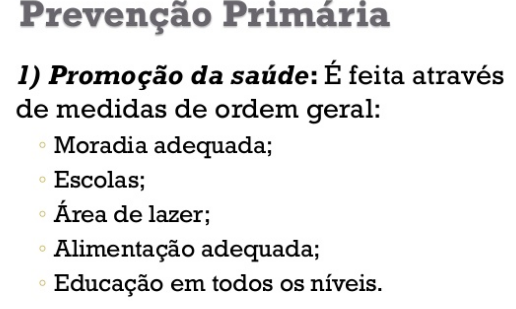 Prevenção Primária
1) Promoção da saúde: É feita através
de medidas de ordem geral:
◦ Moradia adequada;
◦ Escolas;
◦ Área de lazer;
◦ Alimentação adequada;
◦ Educação em todos os níveis.